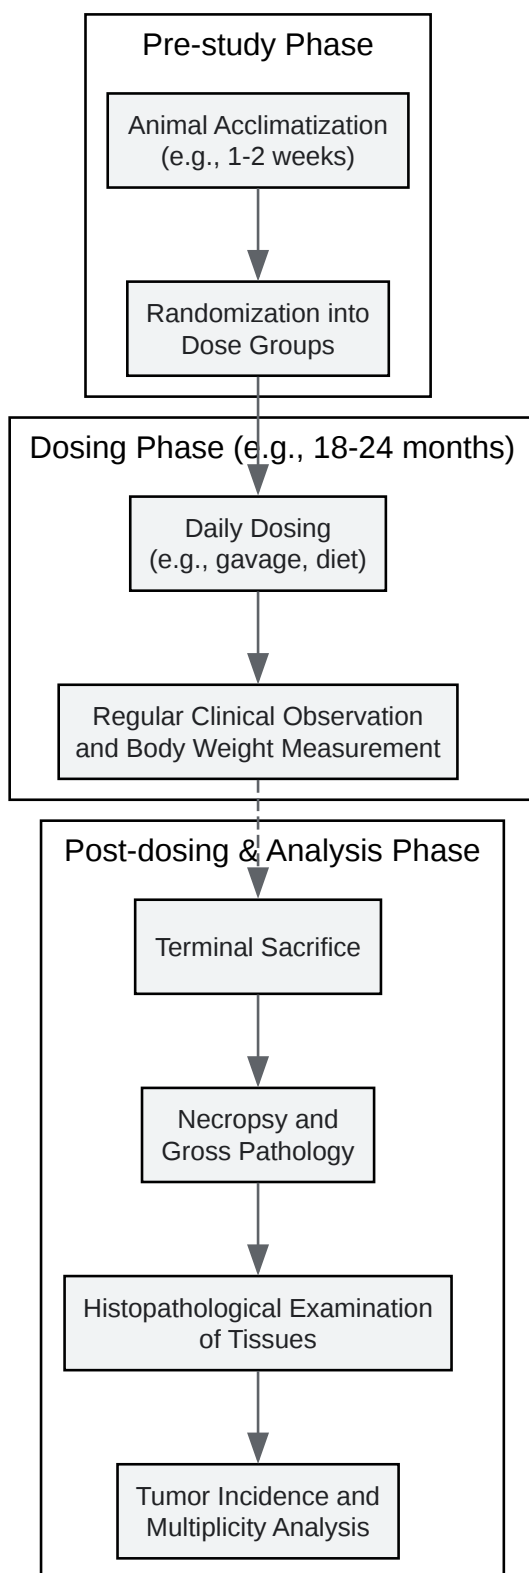 Pre-study Phase
Animal Acclimatization
(e.g., 1-2 weeks)
Randomization into
Dose Groups
Dosing Phase (e.g., 18-24 months)
Daily Dosing
(e.g., gavage, diet)
Regular Clinical Observation
and Body Weight Measurement
Post-dosing & Analysis Phase
Terminal Sacrifice
Necropsy and
Gross Pathology
Histopathological Examination
of Tissues
Tumor Incidence and
Multiplicity Analysis